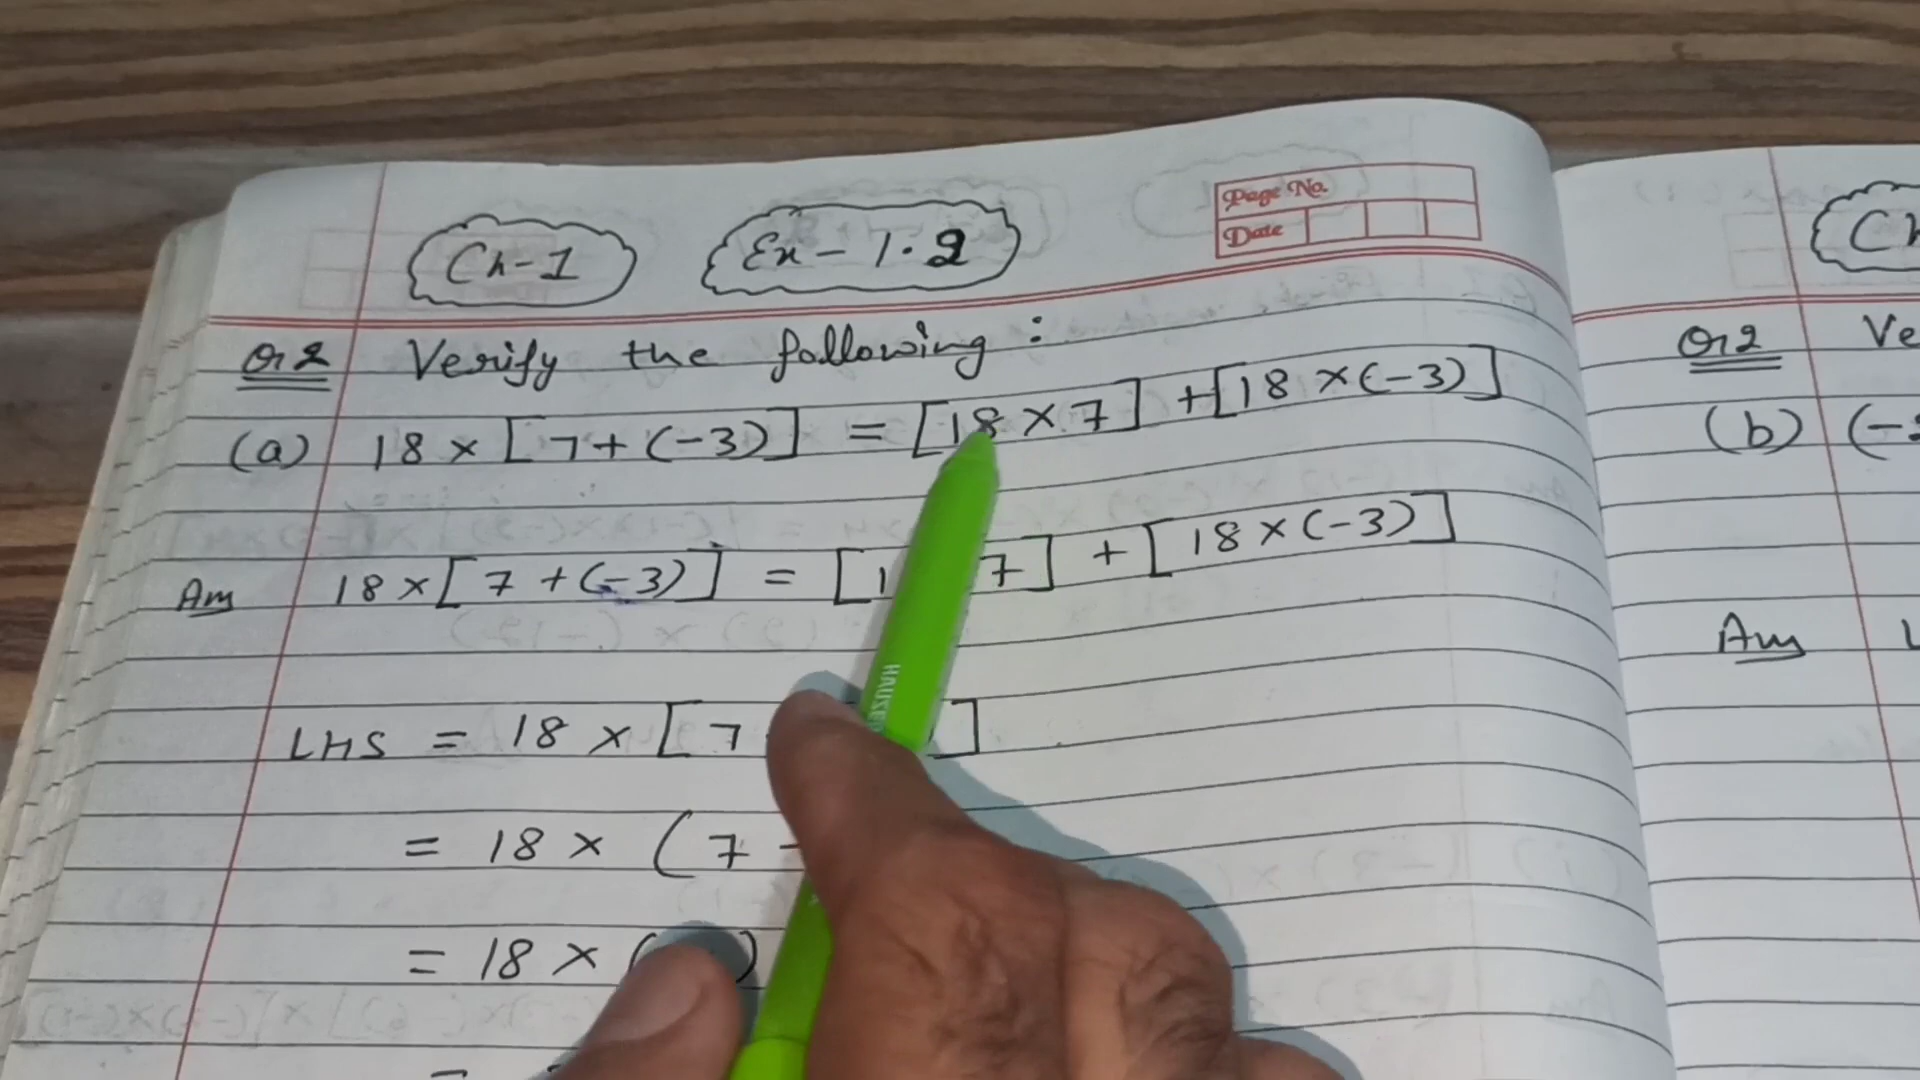 Page No.
Date
Ch-1 Ex-1.2
Q2 Verify the following:
(a) 18 × [7 + (-3)] = [18 × 7] + [18 × (-3)]
Ans 18 × [7 + (-3)] = [1 7] + [18 × (-3)]
LHS = 18 × [7 ]
= 18 × (7 -
= 18 × ( )
=
HAUSER
Q2 Ve
(b) (-
Ans L